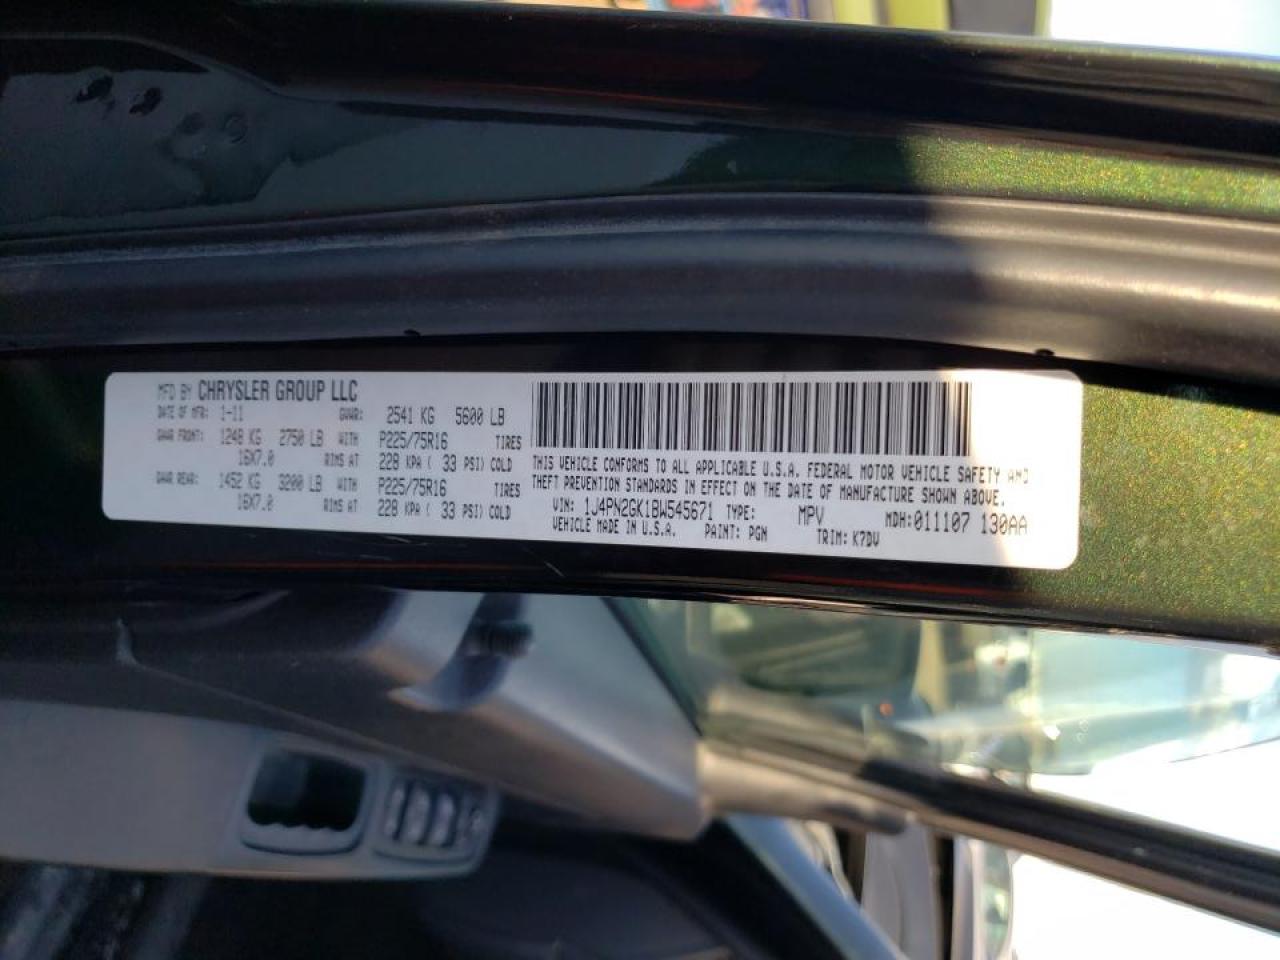 MFD BY CHRYSLER GROUP LLC
DATE OF MFR: 1-11 GVWR: 2541 KG 5600 LB
GAWR FRONT: 1248 KG 2750 LB WITH P225/75R16 TIRES
16X7.0 RIMS AT 228 KPA ( 33 PSI) COLD
GAWR REAR: 1452 KG 3200 LB WITH P225/75R16 TIRES
16X7.0 RIMS AT 228 KPA ( 33 PSI) COLD
THIS VEHICLE CONFORMS TO ALL APPLICABLE U.S.A. FEDERAL MOTOR VEHICLE SAFETY AND
THEFT PREVENTION STANDARDS IN EFFECT ON THE DATE OF MANUFACTURE SHOWN ABOVE.
VIN: 1J4PN2GK1BW545671 TYPE: MPV MDH:011107 130AA
VEHICLE MADE IN U.S.A. PAINT: PGN TRIM: K7DV